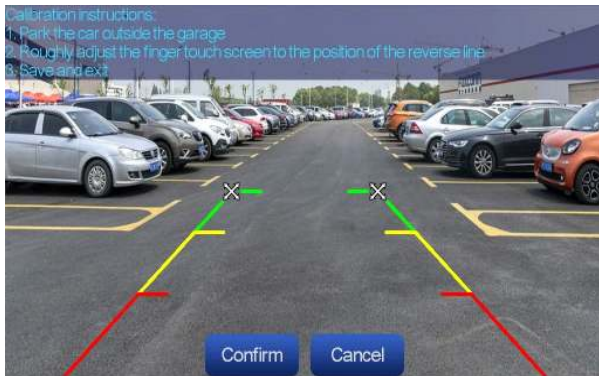 Calibration instructions:
1. Park the car outside the garage
2. Roughly adjust the finger touch screen to the position of the reverse line
3. Save and exit
Confirm
Cancel